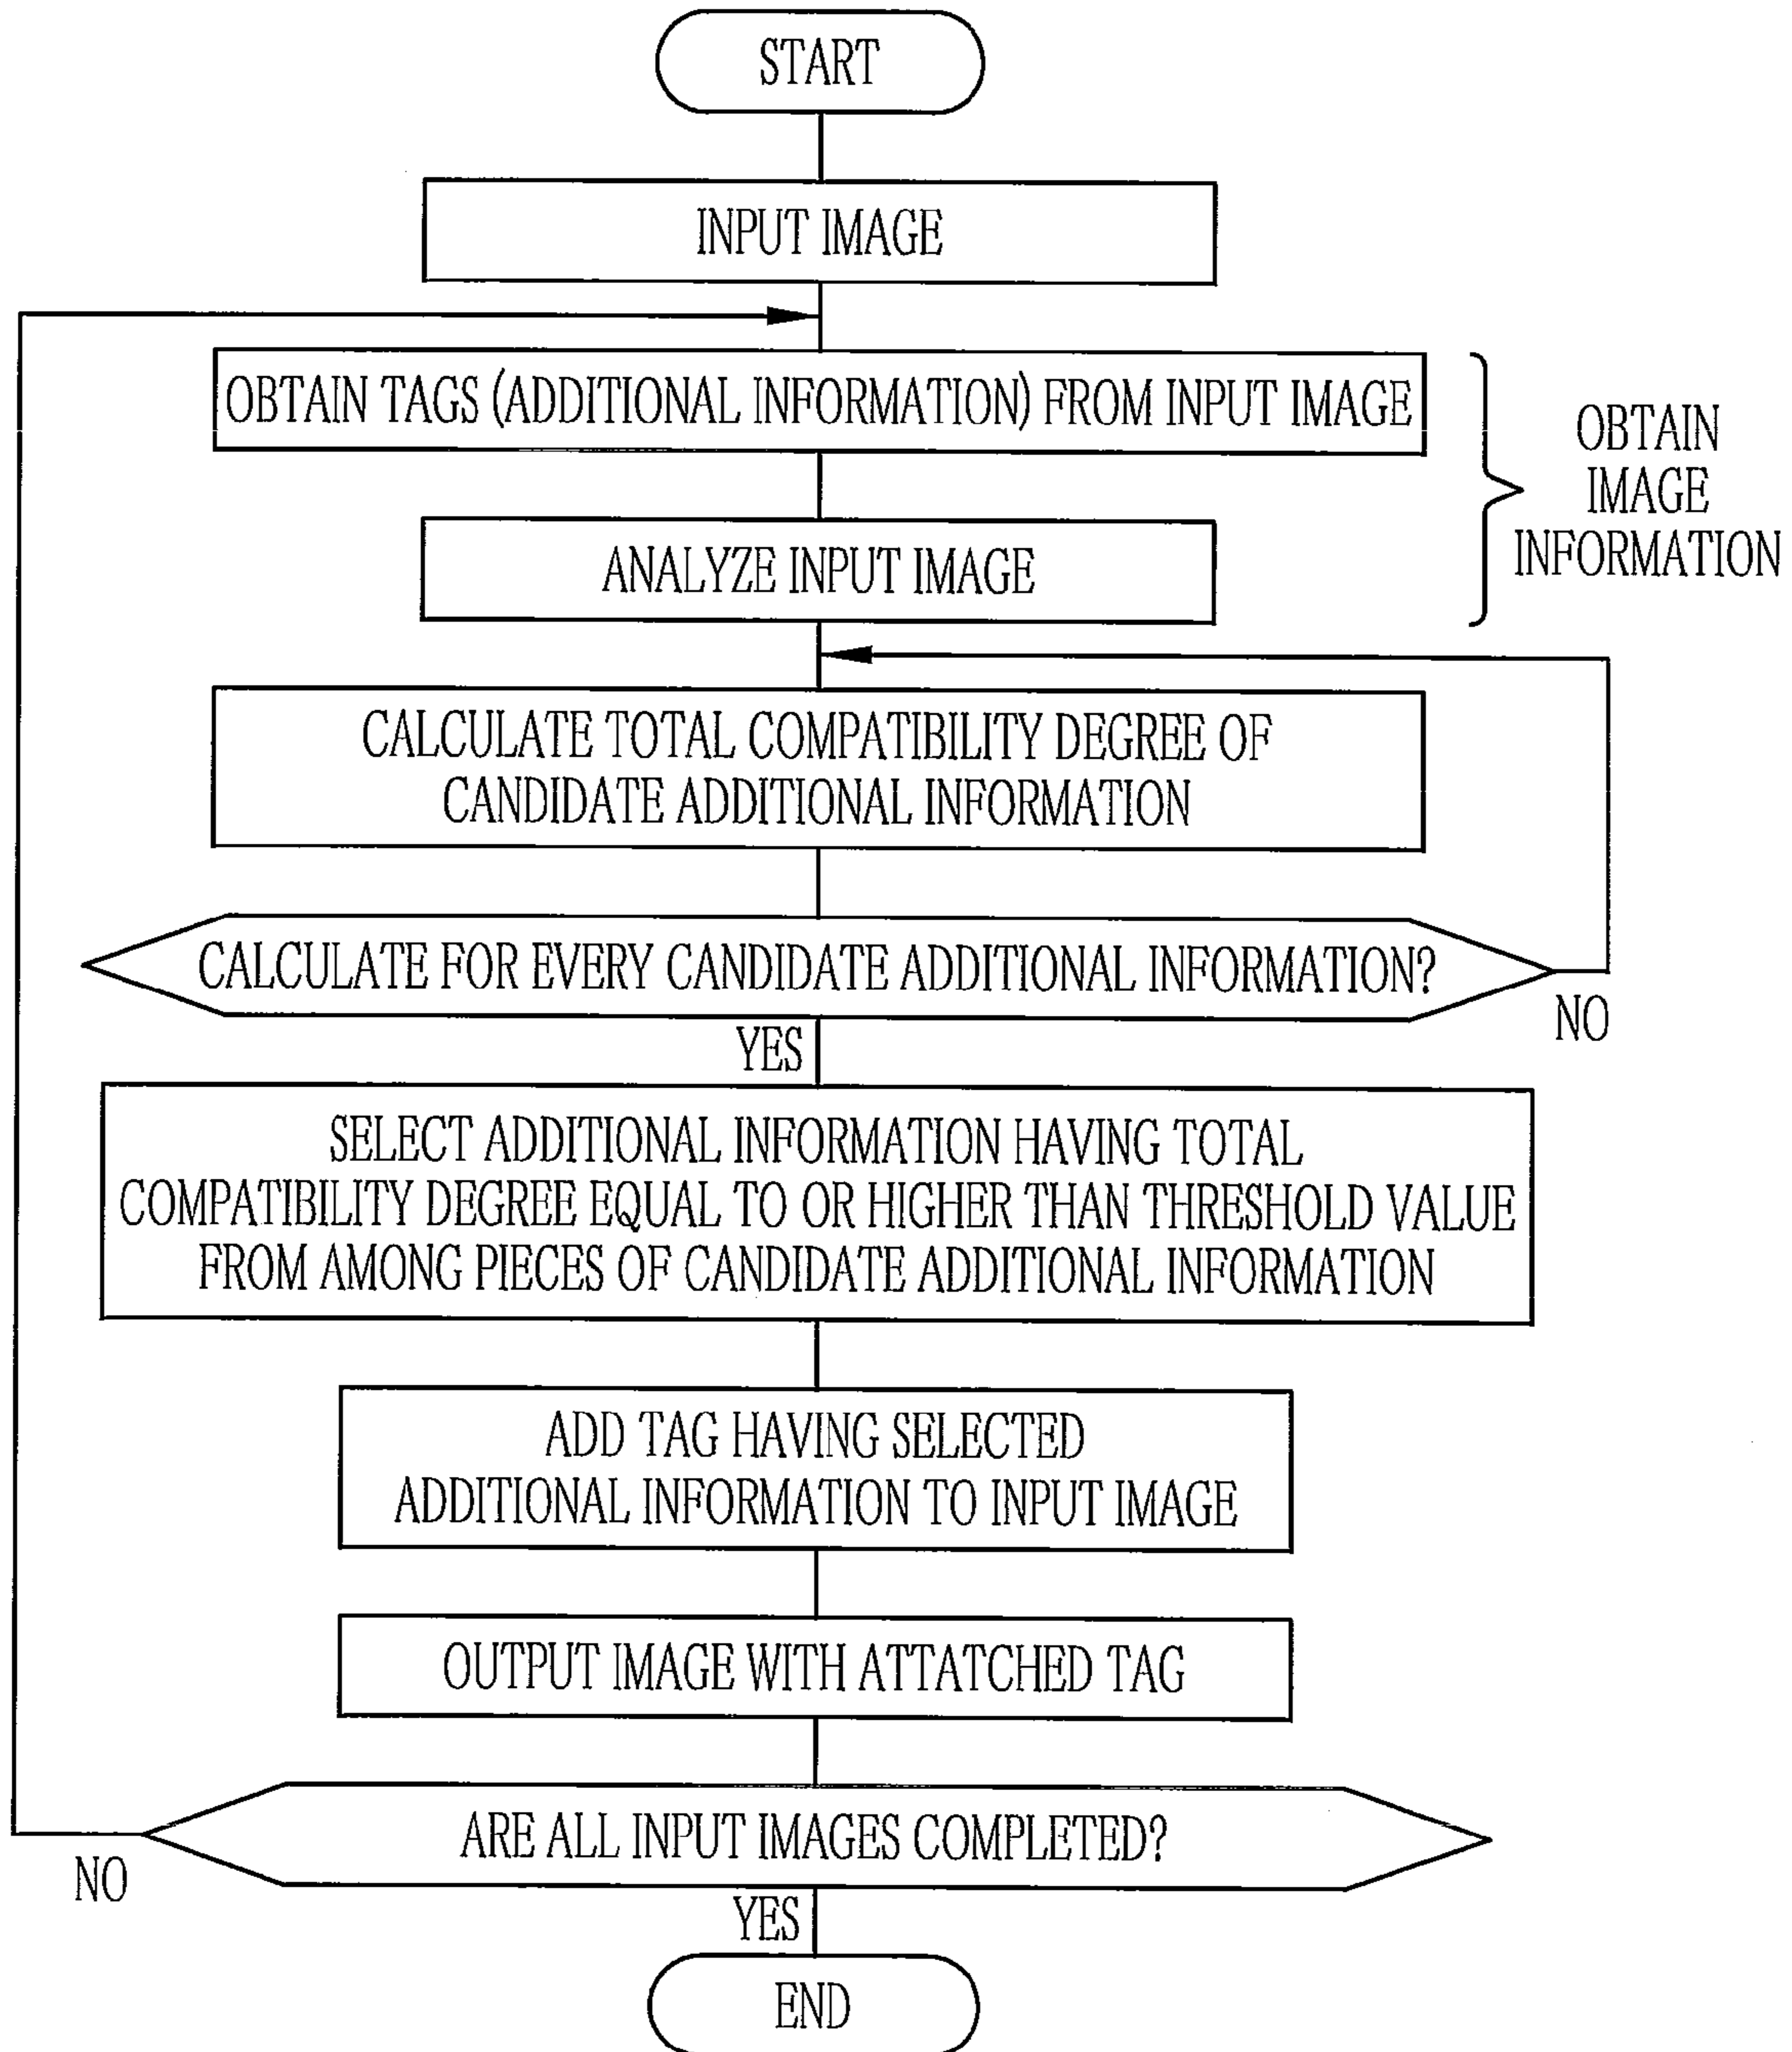 START
INPUT IMAGE
OBTAIN TAGS (ADDITIONAL INFORMATION) FROM INPUT IMAGE
OBTAIN
IMAGE
INFORMATION
ANALYZE INPUT IMAGE
CALCULATE TOTAL COMPATIBILITY DEGREE OF
CANDIDATE ADDITIONAL INFORMATION
CALCULATE FOR EVERY CANDIDATE ADDITIONAL INFORMATION?
NO
YES
SELECT ADDITIONAL INFORMATION HAVING TOTAL
COMPATIBILITY DEGREE EQUAL TO OR HIGHER THAN THRESHOLD VALUE
FROM AMONG PIECES OF CANDIDATE ADDITIONAL INFORMATION
ADD TAG HAVING SELECTED
ADDITIONAL INFORMATION TO INPUT IMAGE
OUTPUT IMAGE WITH ATTATCHED TAG
ARE ALL INPUT IMAGES COMPLETED?
NO
YES
END